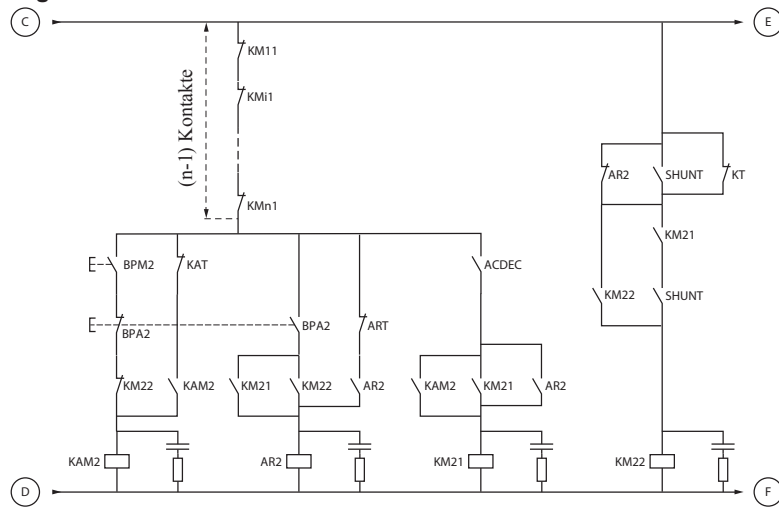 C
E
KM11
KMi1
(n-1) Kontakte
KMn1
AR2
SHUNT
KT
KM21
BPM2
KAT
ACDEC
KM22
SHUNT
BPA2
BPA2
ART
KM22
KAM2
KM21
KM22
AR2
KAM2
KM21
AR2
KAM2
AR2
KM21
KM22
D
F